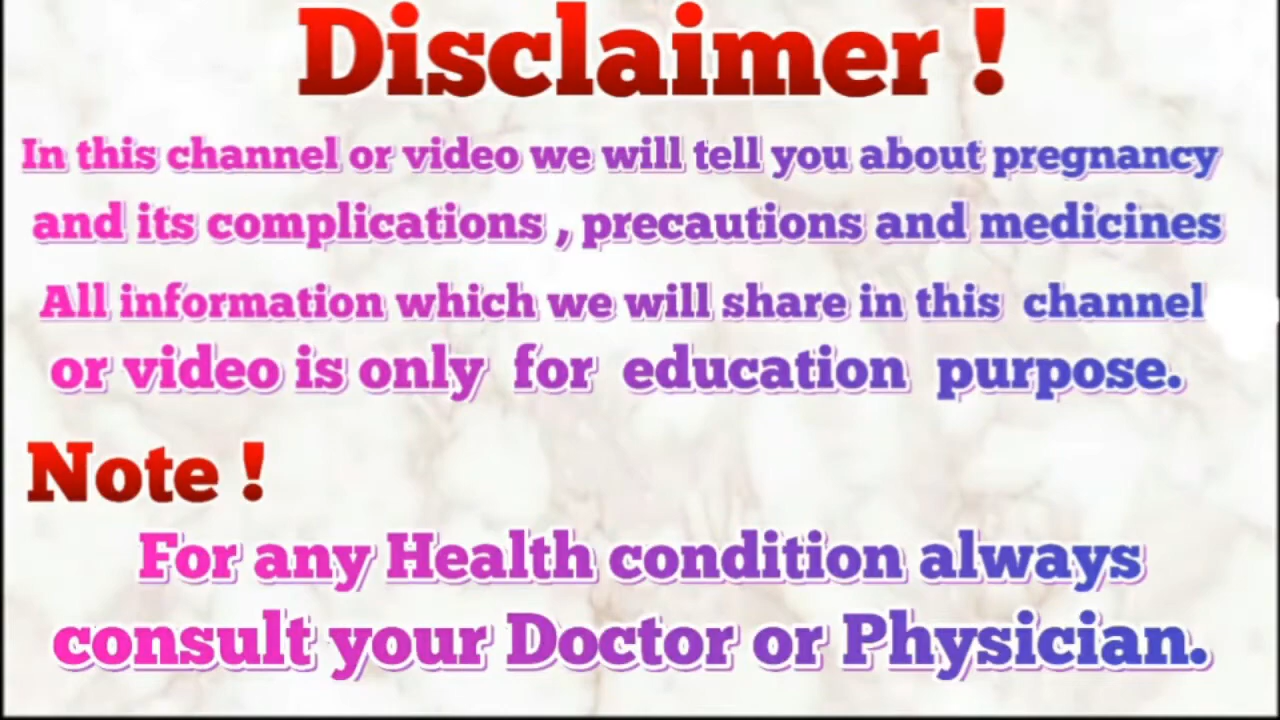 Disclaimer !
In this channel or video we will tell you about pregnancy
and its complications , precautions and medicines
All information which we will share in this channel
or video is only for education purpose.
Note !
For any Health condition always
consult your Doctor or Physician.